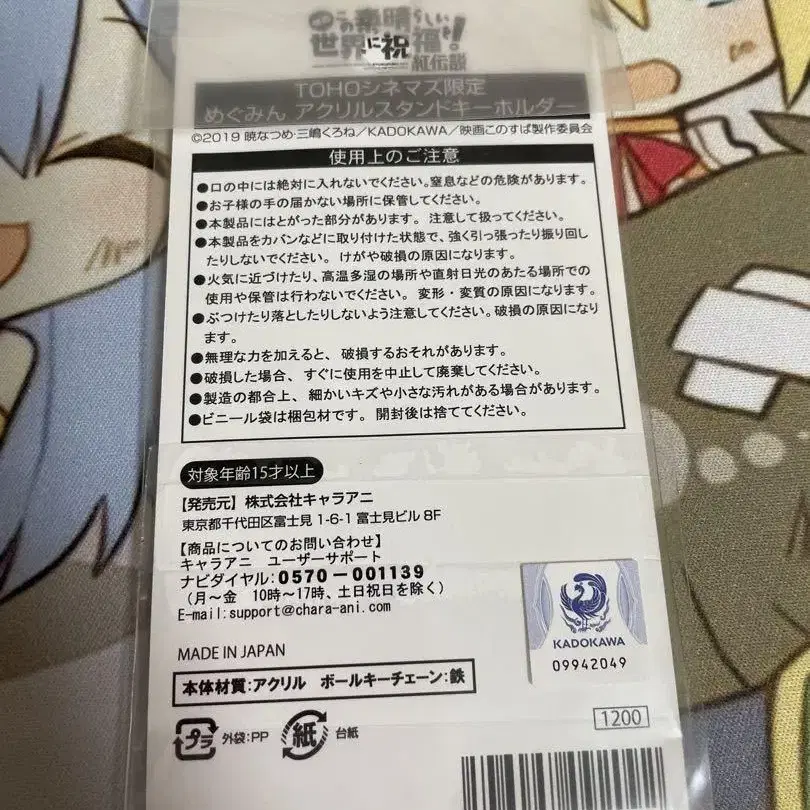 映画 この素晴らしい
世界に祝福を!
紅伝説
TOHOシネマズ限定
めぐみん アクリルスタンドキーホルダー
©2019 暁なつめ・三嶋くろね/KADOKAWA/映画このすば製作委員会
使用上のご注意
●口の中には絶対に入れないでください。窒息などの危険があります。
●お子様の手の届かない場所に保管してください。
●本製品にはとがった部分があります。 注意して扱ってください。
●本製品をカバンなどに取り付けた状態で、強く引っ張ったり振り回し
たりしないでください。 けがや破損の原因になります。
●火気に近づけたり、高温多湿の場所や直射日光のあたる場所での
使用や保管は行わないでください。 変形・変質の原因になります。
●ぶつけたり落としたりしないよう注意してください。破損の原因になり
ます。
●無理な力を加えると、 破損するおそれがあります。
●破損した場合、 すぐに使用を中止して廃棄してください。
●製造の都合上、 細かいキズや小さな汚れがある場合があります。
●ビニール袋は梱包材です。 開封後は捨ててください。
対象年齢15才以上
【発売元】 株式会社キャラアニ
東京都千代田区富士見 1-6-1 富士見ビル 8F
【商品についてのお問い合わせ】
キャラアニ ユーザーサポート
ナビダイヤル:0570-001139
(月~金 10時~17時、土日祝日を除く)
E-mail:support@chara-ani.com
KADOKAWA
09942049
MADE IN JAPAN
本体材質:アクリル ボールキーチェーン:鉄
1200
プラ 外袋:PP 紙 台紙